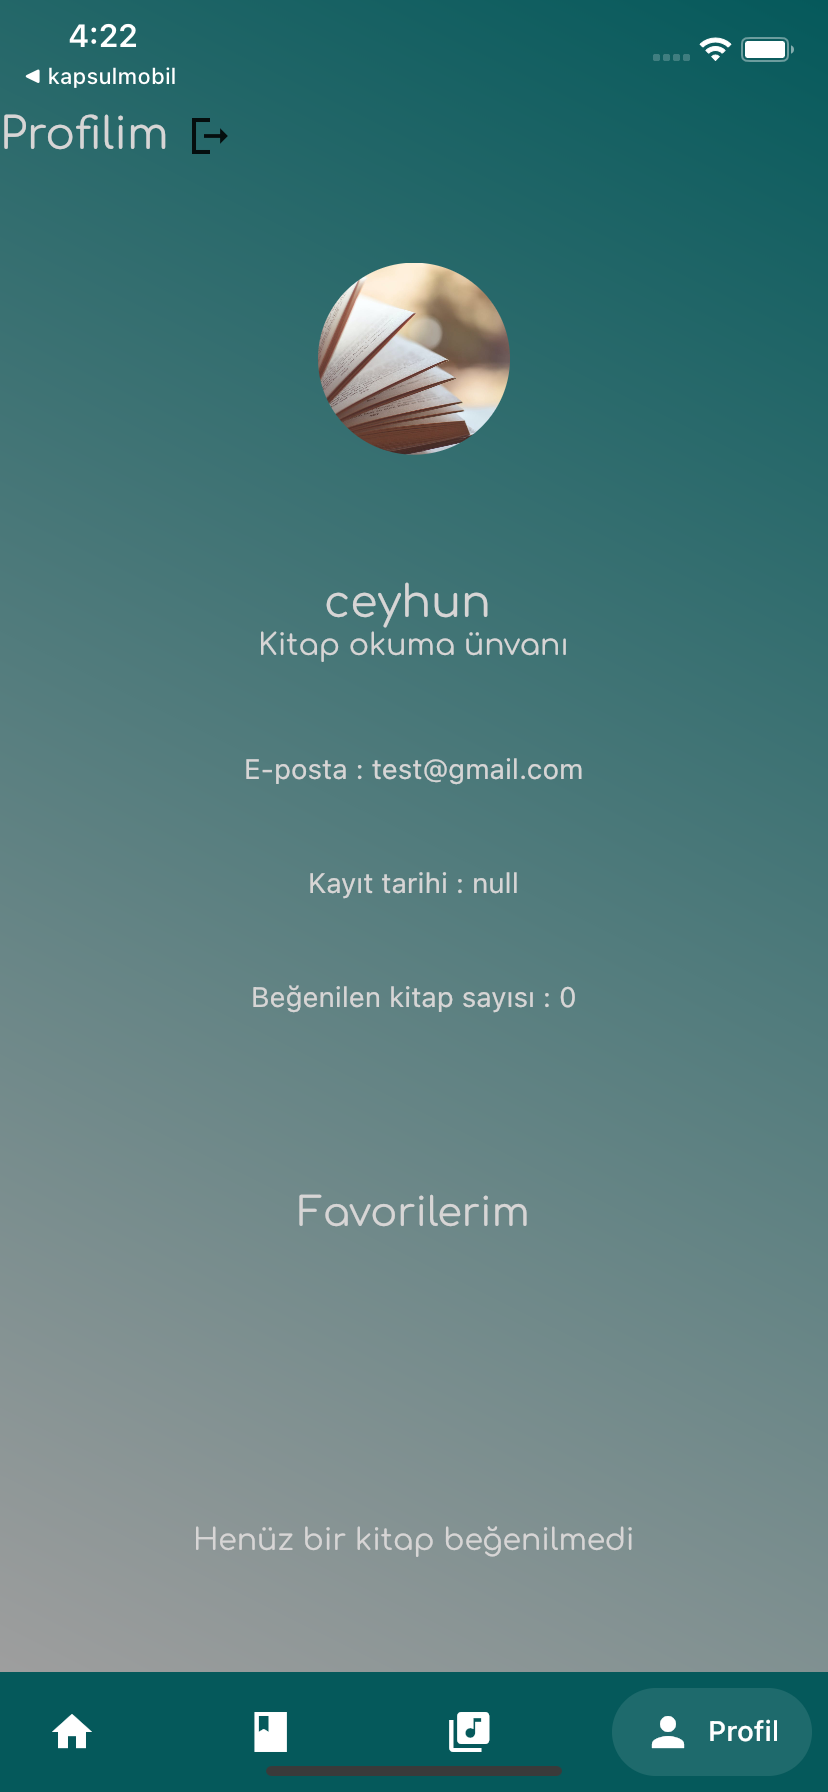 4:22
kapsulmobil
Profilim
ceyhun
Kitap okuma ünvanı
E-posta : test@gmail.com
Kayıt tarihi : null
Beğenilen kitap sayısı : 0
Favorilerim
Henüz bir kitap beğenilmedi
Profil